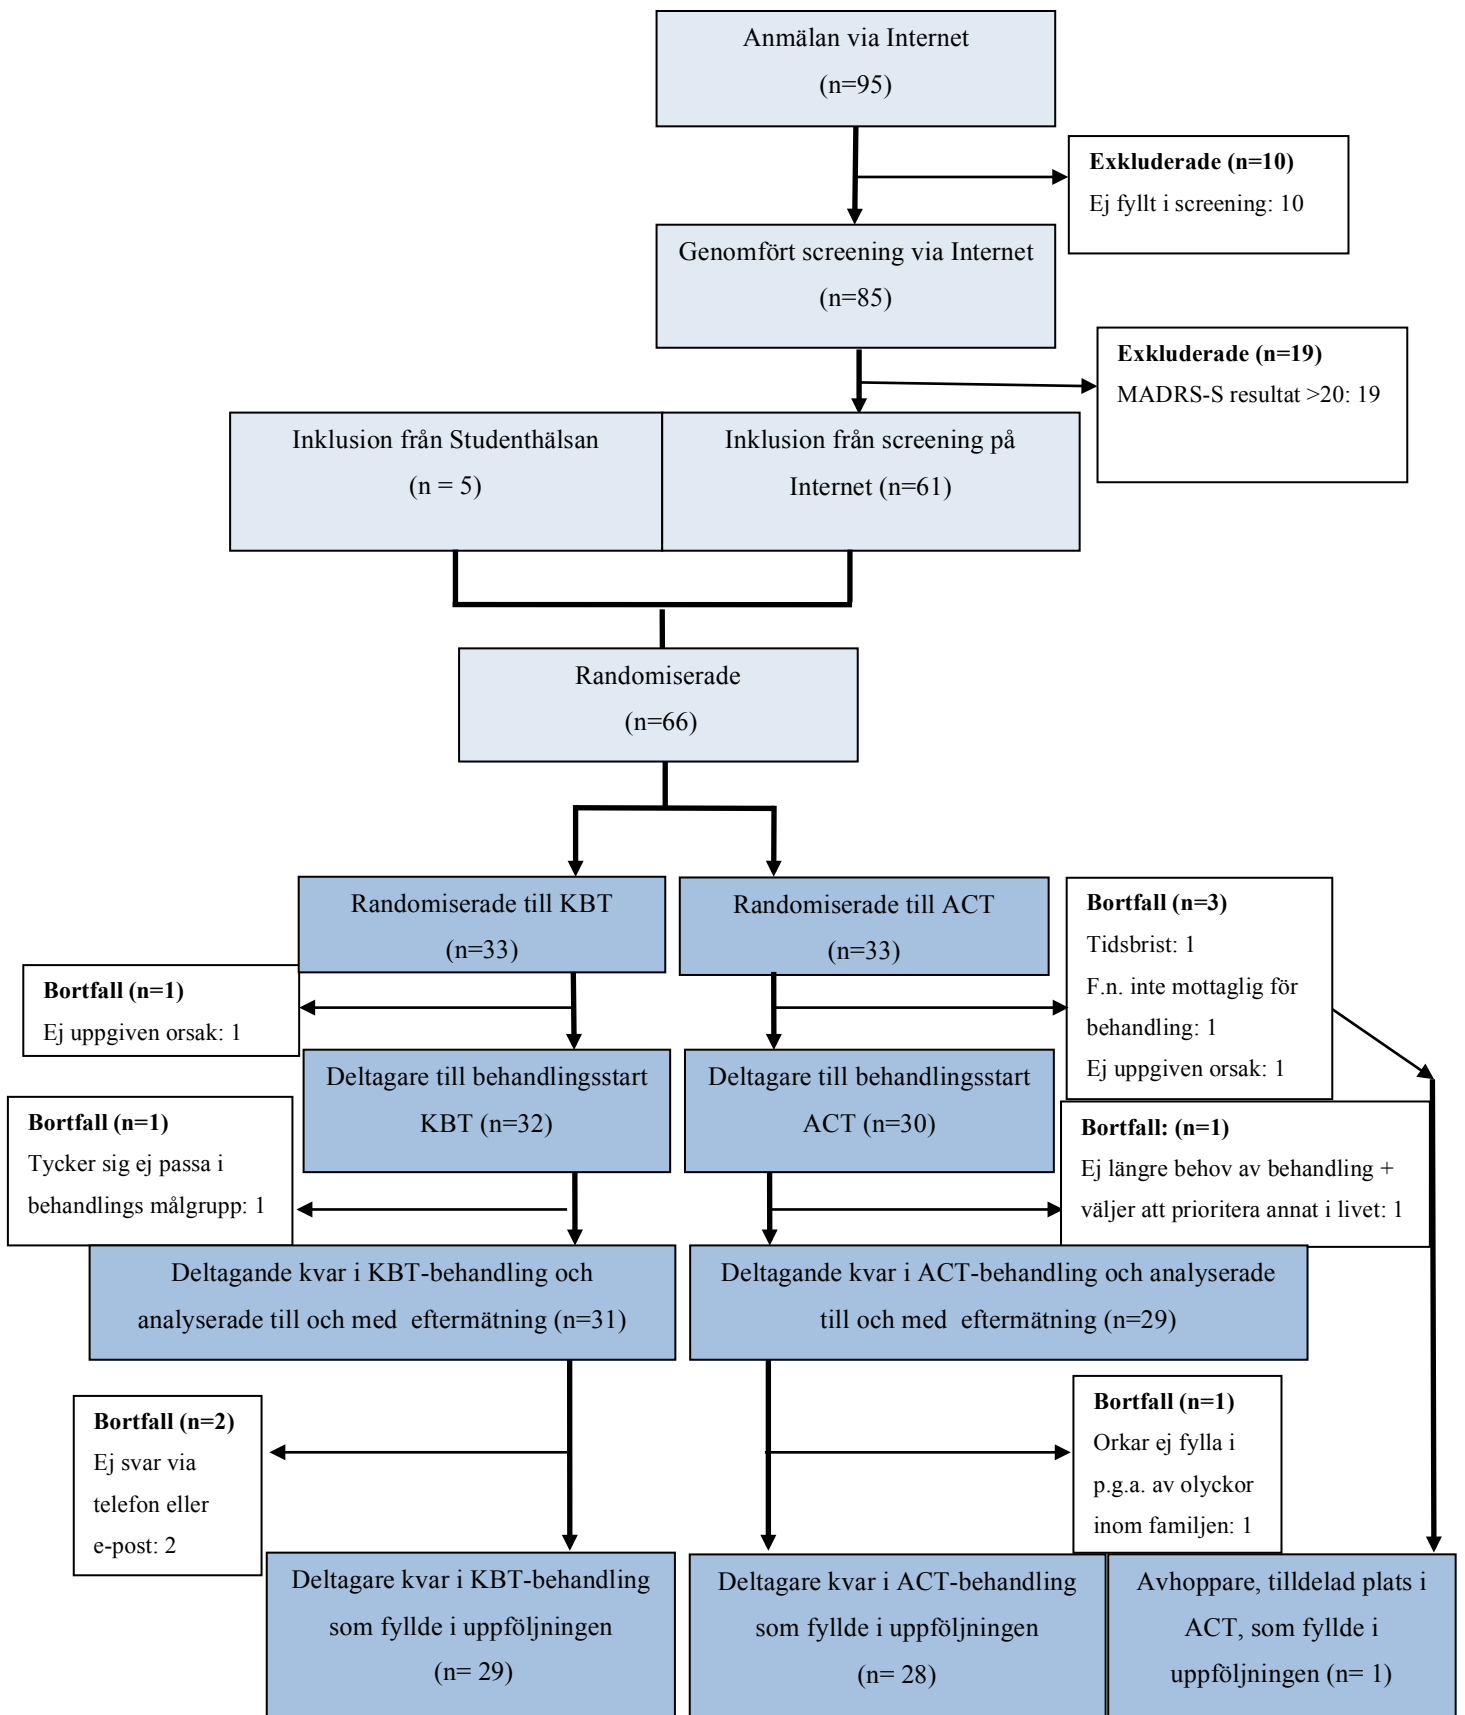 Anmälan via Internet
(n=95)
Exkluderade (n=10)
Ej fyllt i screening: 10
Genomfört screening via Internet
(n=85)
Exkluderade (n=19)
MADRS-S resultat >20: 19
Inklusion från Studenthälsan
(n = 5)
Inklusion från screening på
Internet (n=61)
Randomiserade
(n=66)
Randomiserade till KBT
(n=33)
Randomiserade till ACT
(n=33)
Bortfall (n=3)
Tidsbrist: 1
F.n. inte mottaglig för
behandling: 1
Ej uppgiven orsak: 1
Bortfall (n=1)
Ej uppgiven orsak: 1
Deltagare till behandlingsstart
KBT (n=32)
Deltagare till behandlingsstart
ACT (n=30)
Bortfall (n=1)
Tycker sig ej passa i
behandlings målgrupp: 1
Bortfall: (n=1)
Ej längre behov av behandling +
väljer att prioritera annat i livet: 1
Deltagande kvar i KBT-behandling och
analyserade till och med  eftermätning (n=31)
Deltagande kvar i ACT-behandling och analyserade
till och med  eftermätning (n=29)
Bortfall (n=2)
Ej svar via
telefon eller
e-post: 2
Bortfall (n=1)
Orkar ej fylla i
p.g.a. av olyckor
inom familjen: 1
Deltagare kvar i KBT-behandling
som fyllde i uppföljningen
(n= 29)
Deltagare kvar i ACT-behandling
som fyllde i uppföljningen
(n= 28)
Avhoppare, tilldelad plats i
ACT, som fyllde i
uppföljningen (n= 1)